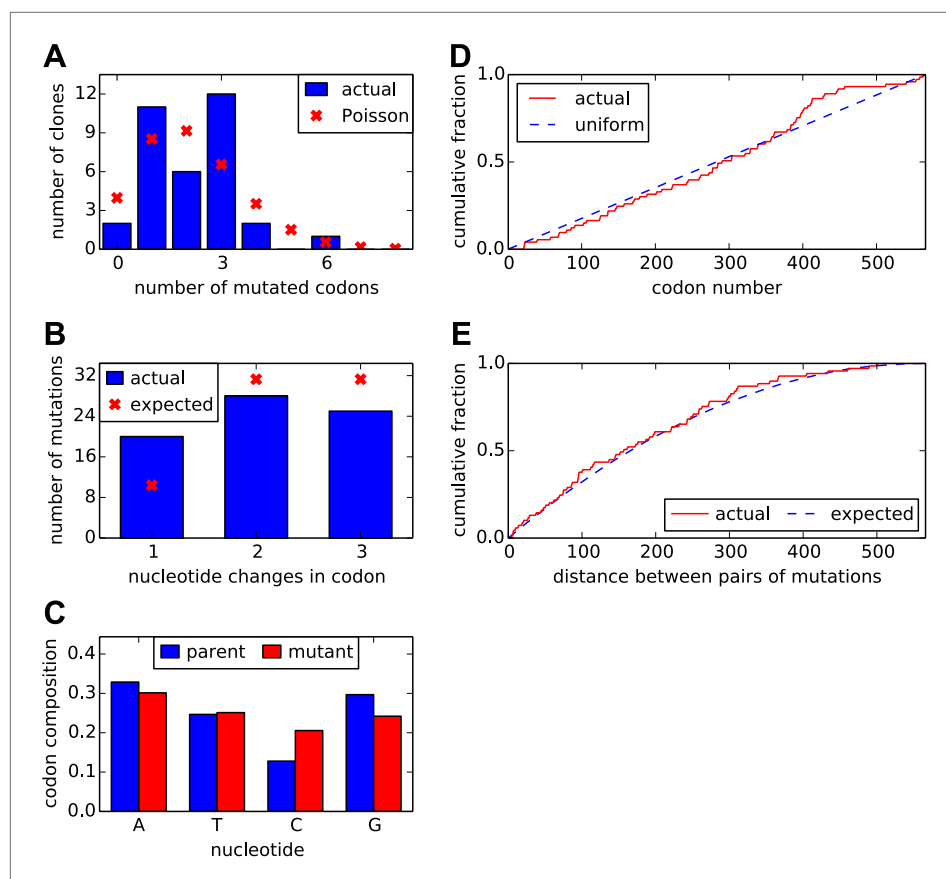 A
actual
Poisson
number of clones
12
9
6
3
0
0 3 6
number of mutated codons
B
actual
expected
number of mutations
32
24
16
8
0
1 2 3
nucleotide changes in codon
C
parent mutant
codon composition
0.4
0.3
0.2
0.1
0.0
A T C G
nucleotide
D
actual
uniform
cumulative fraction
1.0
0.5
0.0
0 100 200 300 400 500
codon number
E
cumulative fraction
1.0
0.5
0.0
actual expected
0 100 200 300 400 500
distance between pairs of mutations